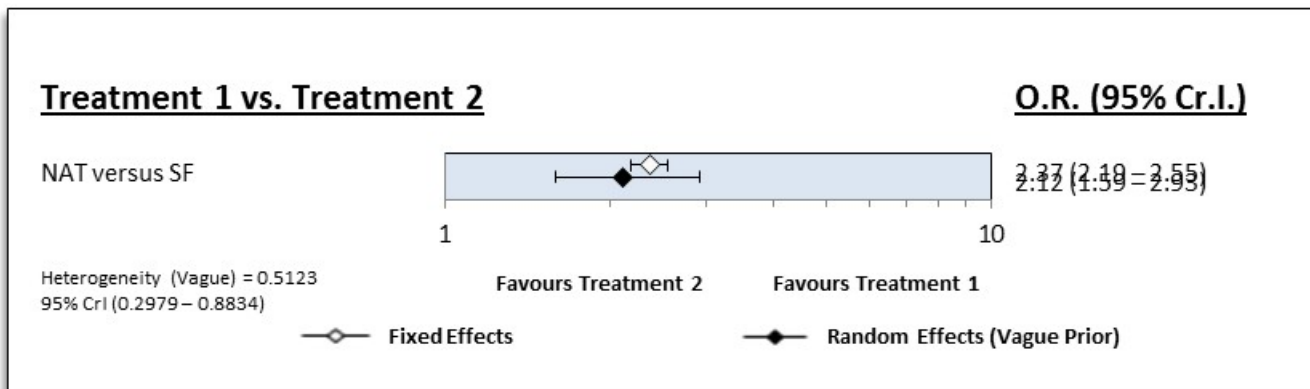 Treatment 1 vs. Treatment 2 O.R. (95% Cr.I.)
NAT versus SF 2.37 (2.19 – 2.55)
2.12 (1.59 – 2.93)
1 10
Heterogeneity (Vague) = 0.5123
95% CrI (0.2979 – 0.8834)
Favours Treatment 2 Favours Treatment 1
Fixed Effects Random Effects (Vague Prior)